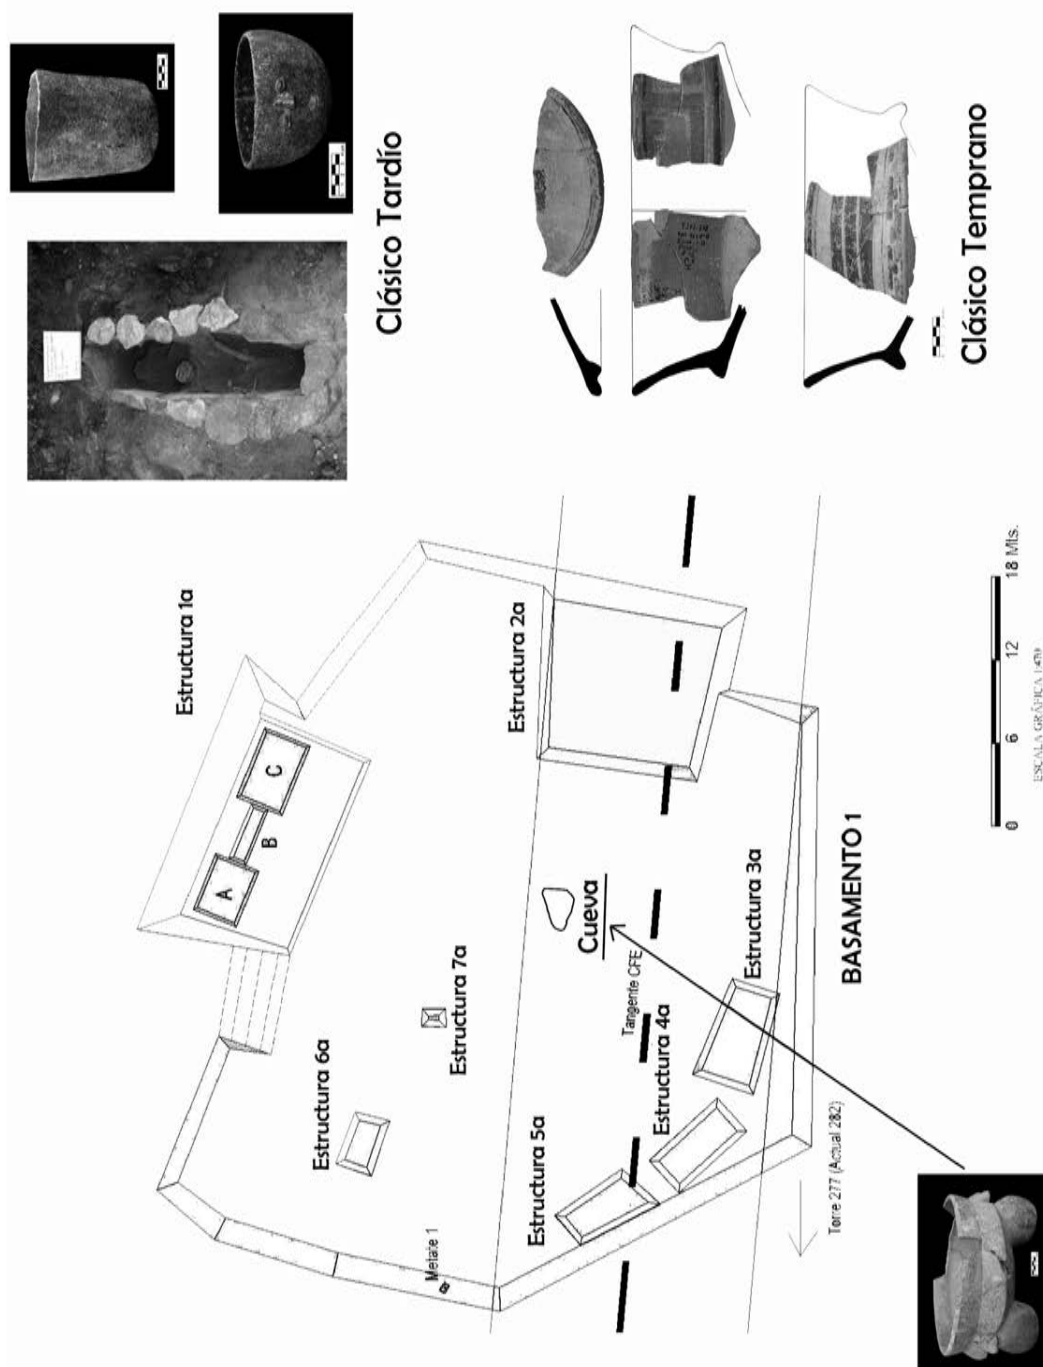 Clásico Tardío
Clásico Temprano
Estructura 1a
A
B
C
Estructura 2a
Estructura 6a
Estructura 7a
Cueva
Tangente CFE
Estructura 3a
Estructura 4a
Estructura 5a
Metate 1
BASAMENTO 1
Torre 277 (Actual 282)
0 6 12 18 Mts.
ESCALA GRÁFICA